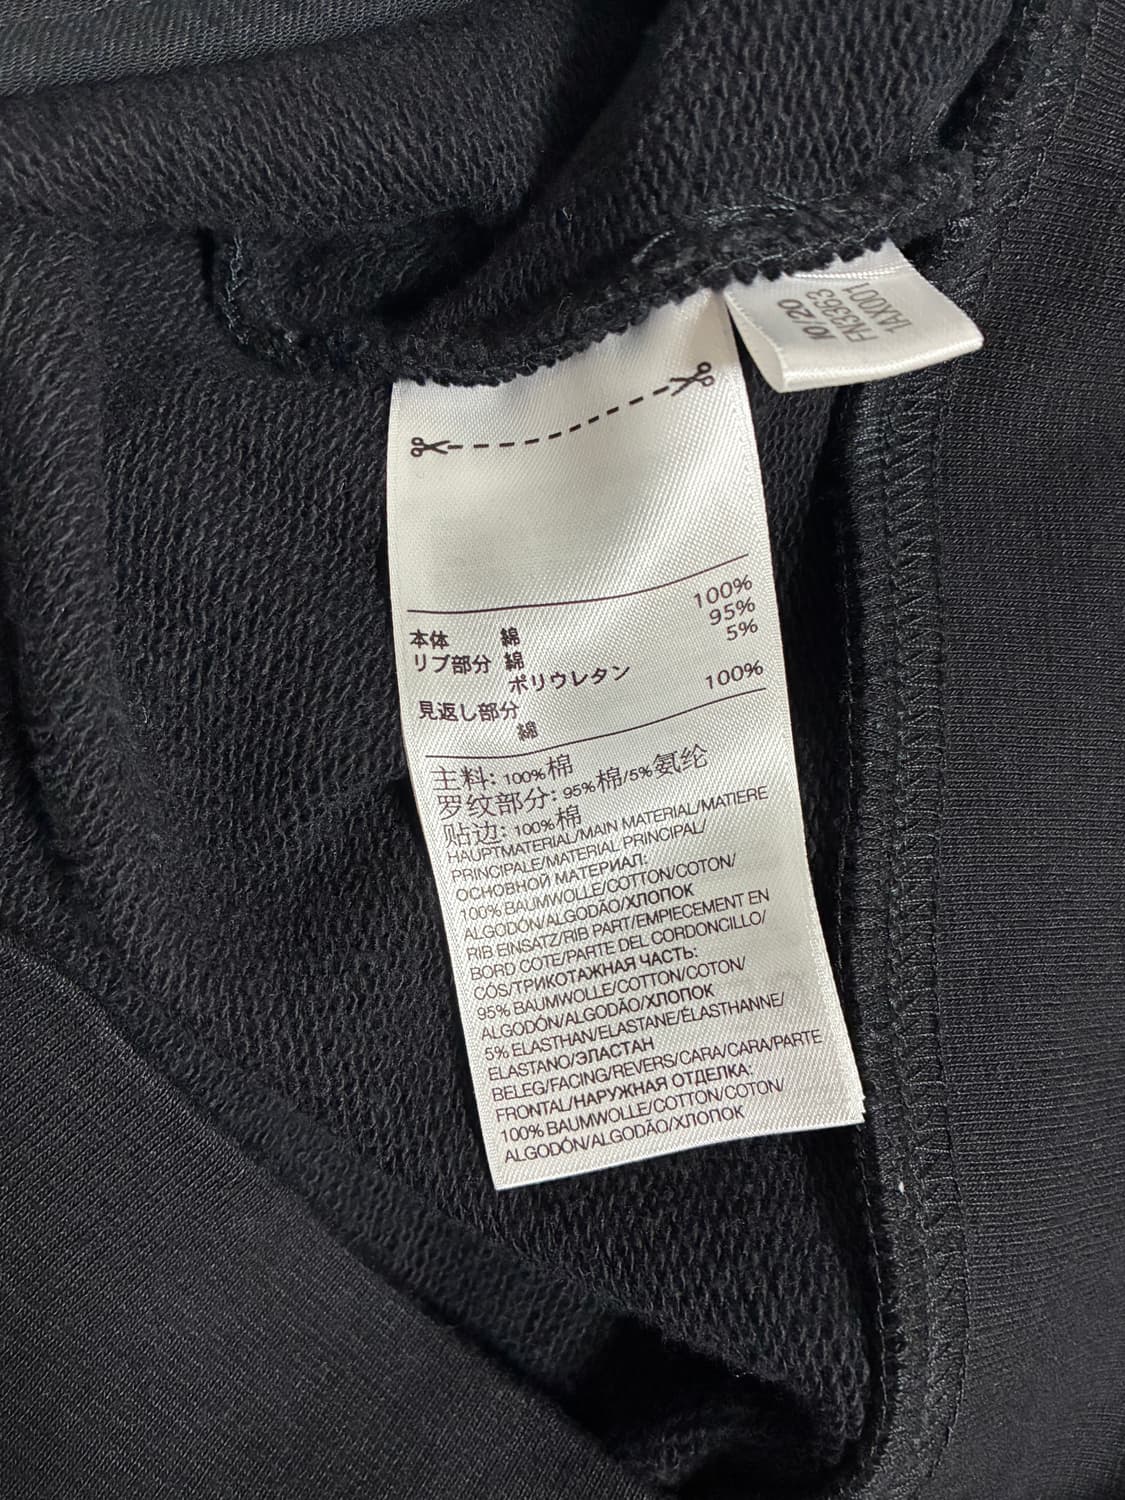 10/20
FN3363
1AX001
本体 綿 100%
リブ部分 綿 95%
ポリウレタン 5%
見返し部分
綿 100%
主料: 100%棉
罗纹部分: 95%棉/5%氨纶
贴边: 100%棉
HAUPTMATERIAL/MAIN MATERIAL/MATIERE
PRINCIPALE/MATERIAL PRINCIPAL/
ОСНОВНОЙ МАТЕРИАЛ:
100% BAUMWOLLE/COTTON/COTON/
ALGODÓN/ALGODÃO/ХЛОПОК
RIB EINSATZ/RIB PART/EMPIECEMENT EN
BORD COTE/PARTE DEL CORDONCILLO/
CÓS/ТРИКОТАЖНАЯ ЧАСТЬ:
95% BAUMWOLLE/COTTON/COTON/
ALGODÓN/ALGODÃO/ХЛОПОК
5% ELASTHAN/ELASTANE/ÉLASTHANNE/
ELASTANO/ЭЛАСТАН
BELEG/FACING/REVERS/CARA/CARA/PARTE
FRONTAL/НАРУЖНАЯ ОТДЕЛКА:
100% BAUMWOLLE/COTTON/COTON/
ALGODÓN/ALGODÃO/ХЛОПОК